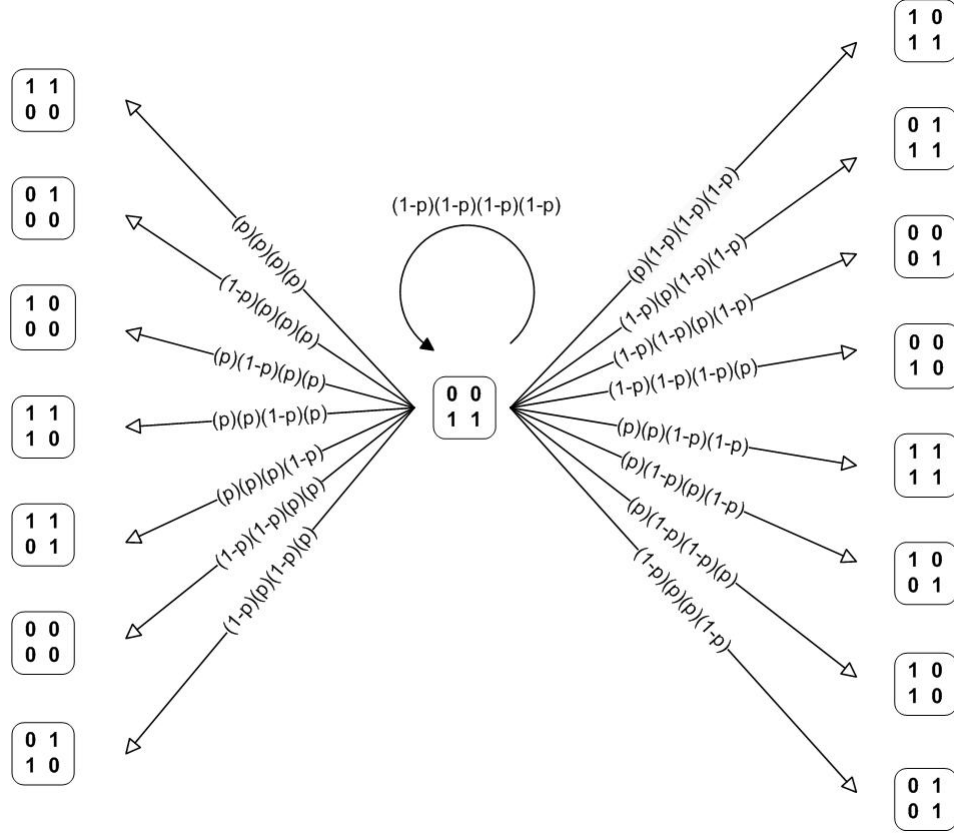 1 1
0 0
0 1
0 0
1 0
0 0
1 1
1 0
1 1
0 1
0 0
0 0
0 1
1 0
(p)(p)(p)(p)
(1-p)(p)(p)(p)
(p)(1-p)(p)(p)
(p)(p)(1-p)(p)
(p)(p)(p)(1-p)
(1-p)(1-p)(p)(p)
(1-p)(p)(1-p)(p)
(1-p)(1-p)(1-p)(1-p)
0 0
1 1
(p)(1-p)(1-p)(1-p)
(1-p)(p)(1-p)(1-p)
(1-p)(1-p)(p)(1-p)
(1-p)(1-p)(1-p)(p)
(p)(p)(1-p)(1-p)
(p)(1-p)(p)(1-p)
(p)(1-p)(1-p)(p)
(1-p)(p)(p)(1-p)
1 0
1 1
0 1
1 1
0 0
0 1
0 0
1 0
1 1
1 1
1 0
0 1
1 0
1 0
0 1
0 1